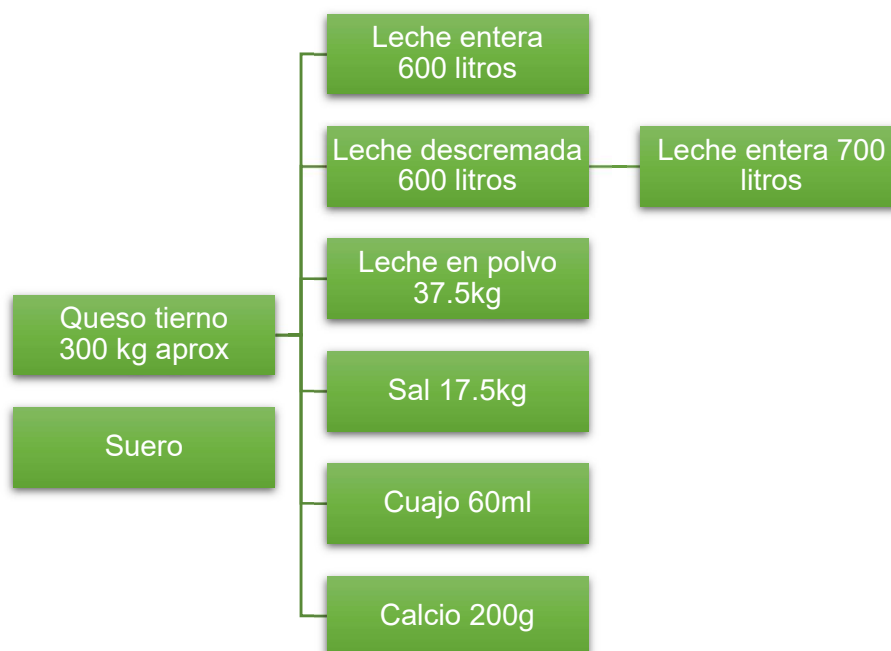 Leche entera
600 litros
Leche descremada
600 litros
Leche entera 700
litros
Leche en polvo
37.5kg
Queso tierno
300 kg aprox
Sal 17.5kg
Suero
Cuajo 60ml
Calcio 200g